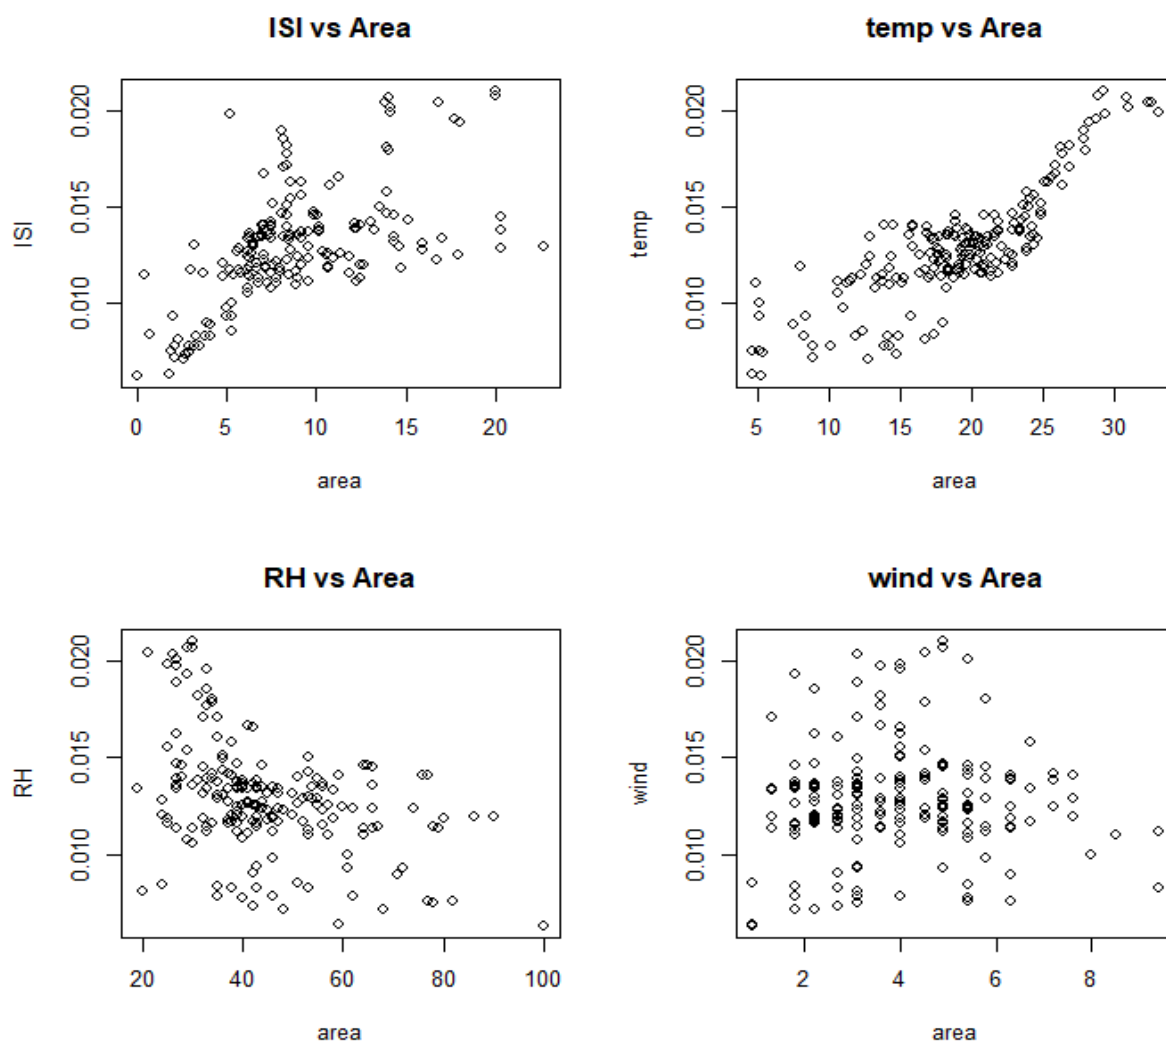 ISI vs Area
ISI
0.010 0.015 0.020
0 5 10 15 20
area
temp vs Area
temp
0.010 0.015 0.020
5 10 15 20 25 30
area
RH vs Area
RH
0.010 0.015 0.020
20 40 60 80 100
area
wind vs Area
wind
0.010 0.015 0.020
2 4 6 8
area